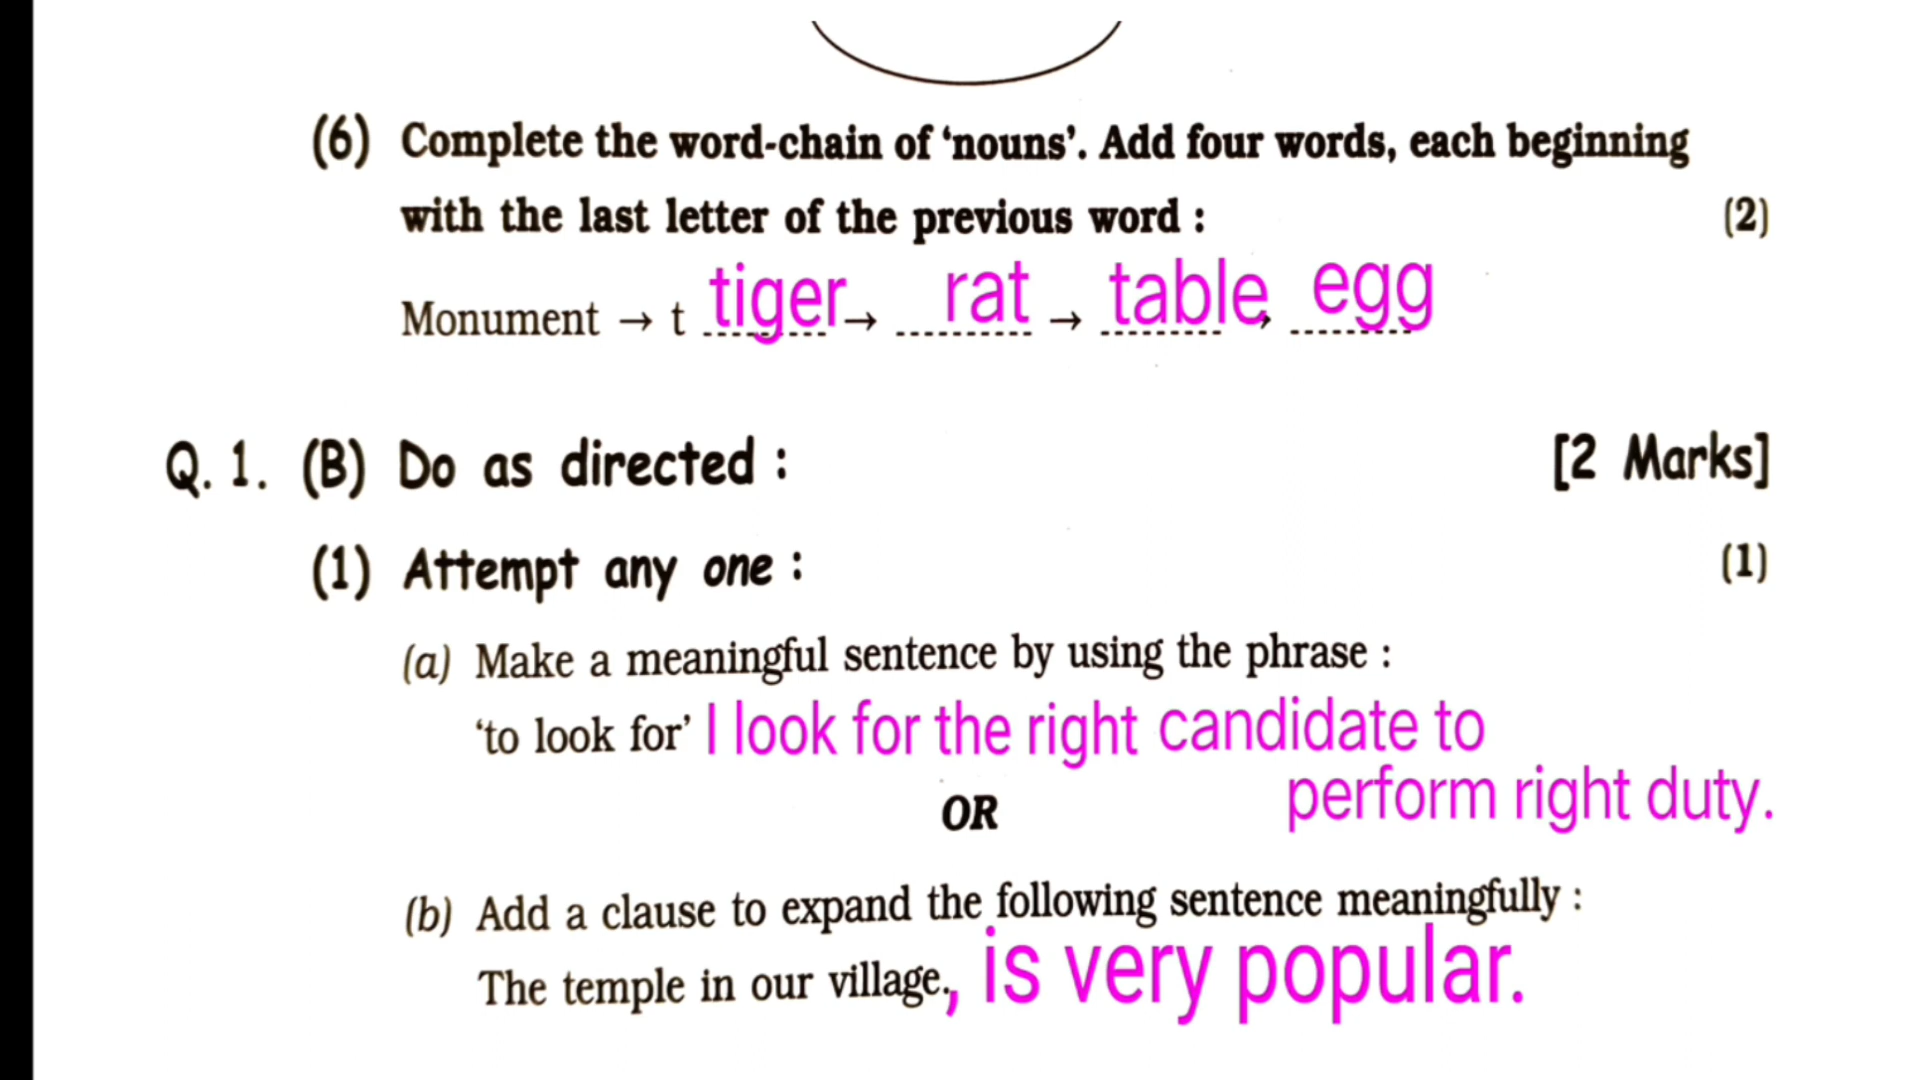 (6) Complete the word-chain of ‘nouns’. Add four words, each beginning
with the last letter of the previous word : (2)
Monument → t tiger → rat → table → egg
Q. 1. (B) Do as directed : [2 Marks]
(1) Attempt any one : (1)
(a) Make a meaningful sentence by using the phrase :
‘to look for’ I look for the right candidate to
perform right duty.
OR
(b) Add a clause to expand the following sentence meaningfully :
The temple in our village., is very popular.